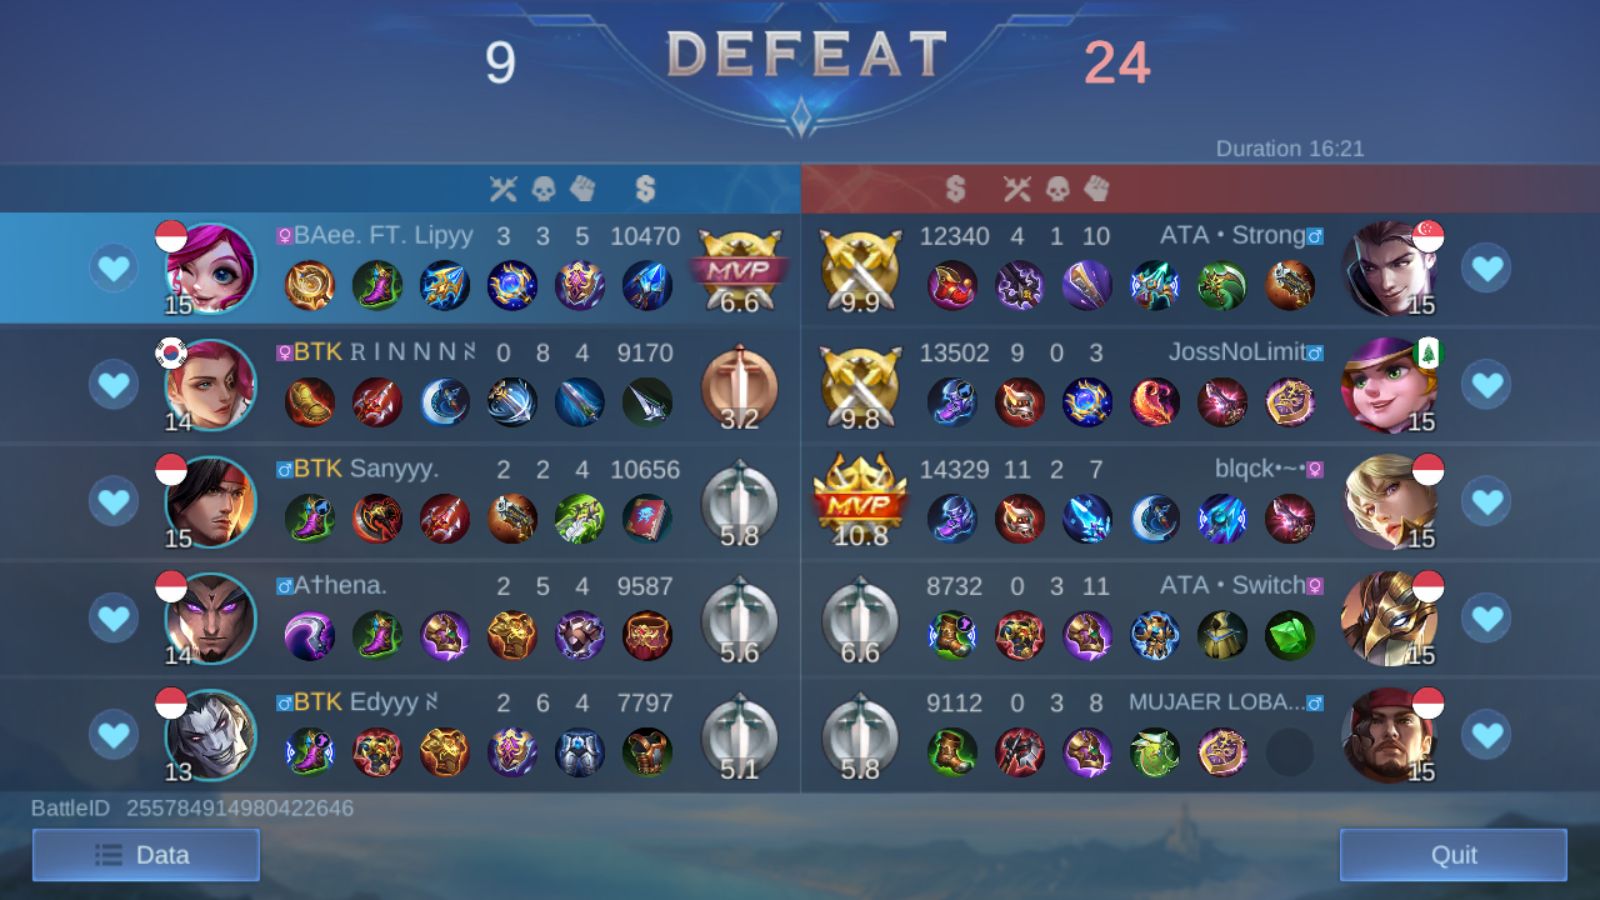 9 DEFEAT 24
Duration 16:21
BAee. FT. Lipyy 3 3 5 10470 MVP 6.6 15
9.9 12340 4 1 10 ATA • Strong 15
BTK R I N N N ꀎ 0 8 4 9170 3.2 14
9.8 13502 9 0 3 JossNoLimit 15
BTK Sanyyy. 2 2 4 10656 5.8 15
MVP 10.8 14329 11 2 7 blqck•~• 15
A†hena. 2 5 4 9587 5.6 14
6.6 8732 0 3 11 ATA • Switch 15
BTK Edyyy 2 6 4 7797 5.1 13
5.8 9112 0 3 8 MUJAER LOBA... 15
BattleID 255784914980422646
Data
Quit